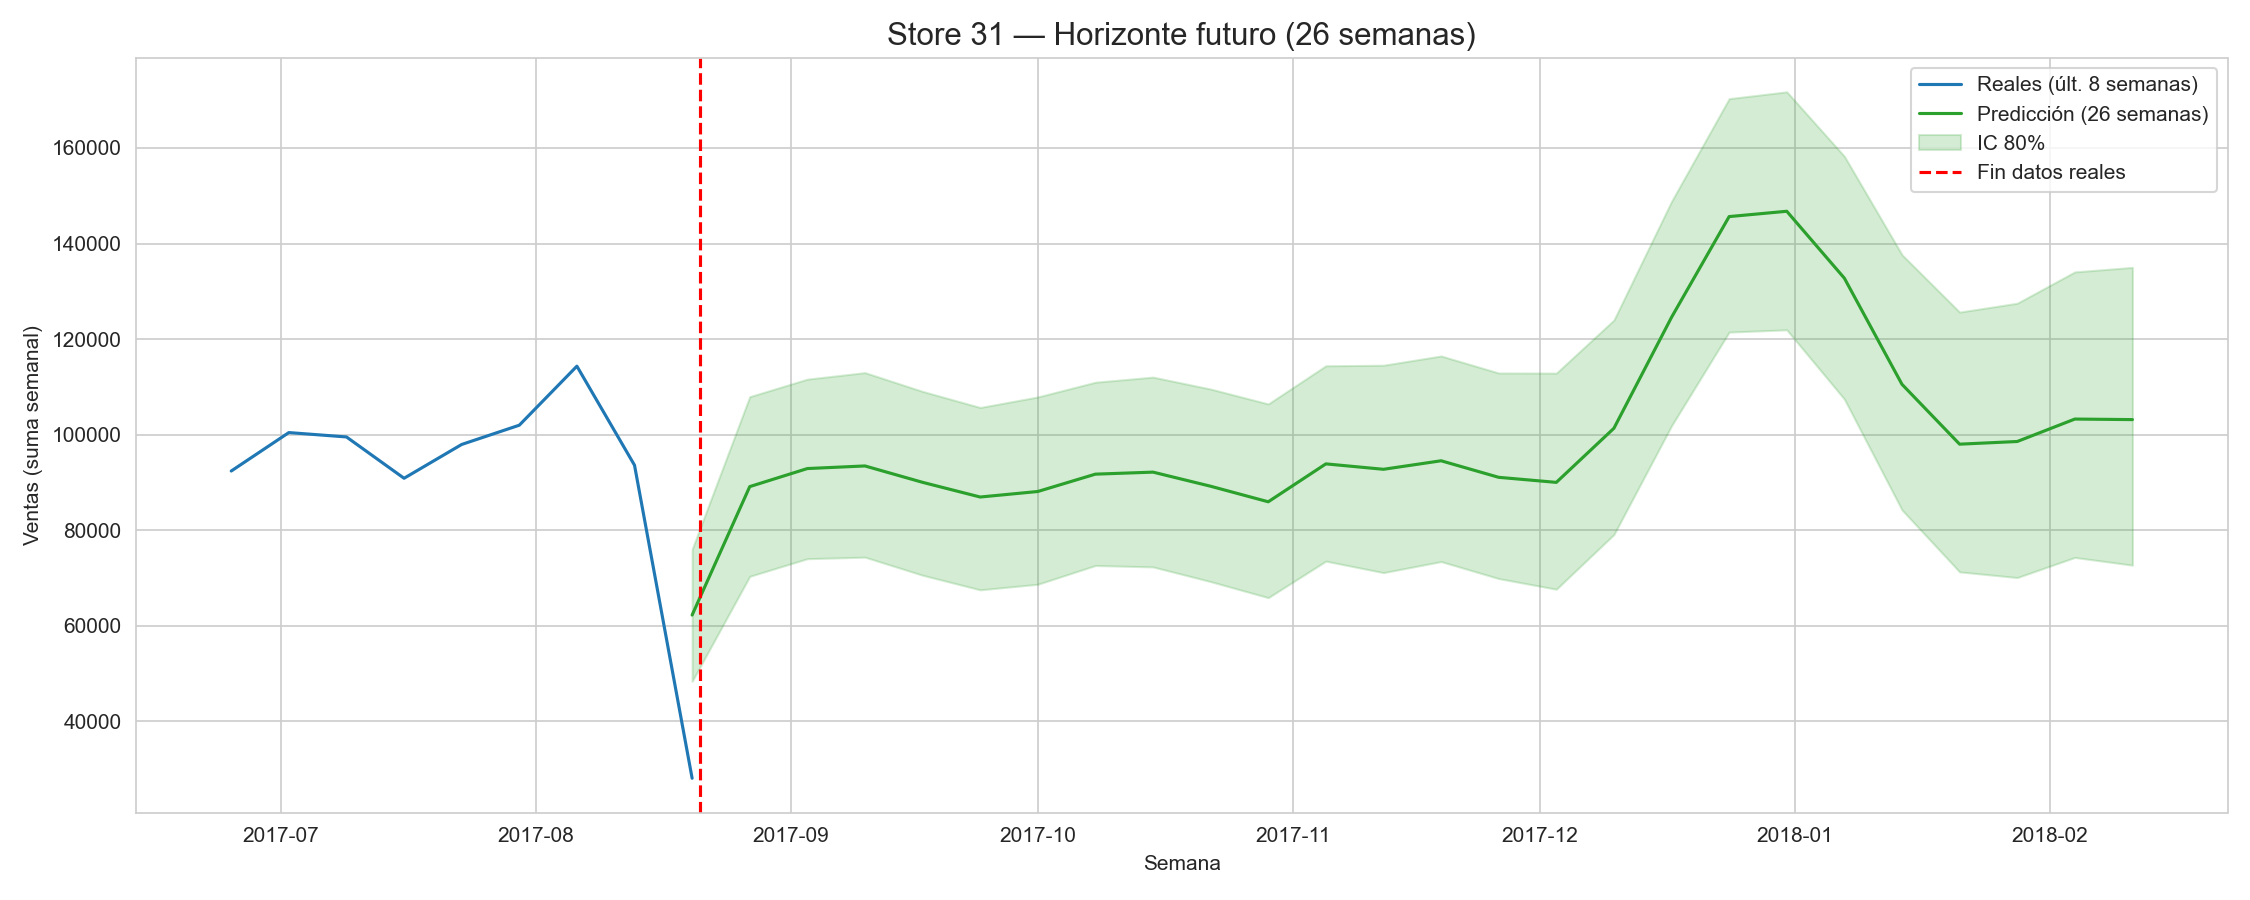 Store 31 — Horizonte futuro (26 semanas)
Reales (últ. 8 semanas)
Predicción (26 semanas)
IC 80%
Fin datos reales
Ventas (suma semanal)
160000
140000
120000
100000
80000
60000
40000
2017-07
2017-08
2017-09
2017-10
2017-11
2017-12
2018-01
2018-02
Semana